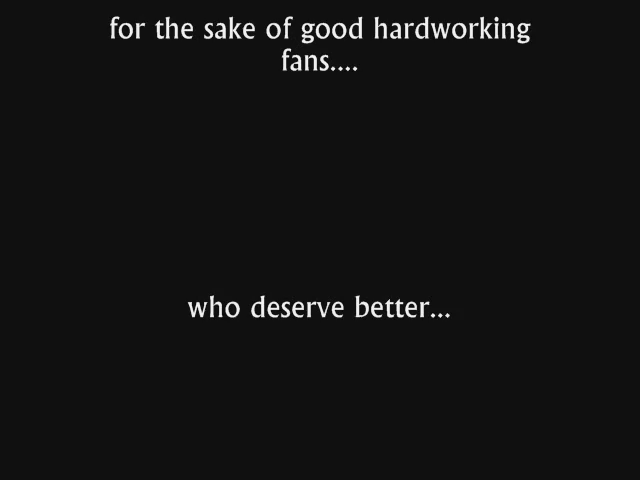 for the sake of good hardworking
fans....
who deserve better...